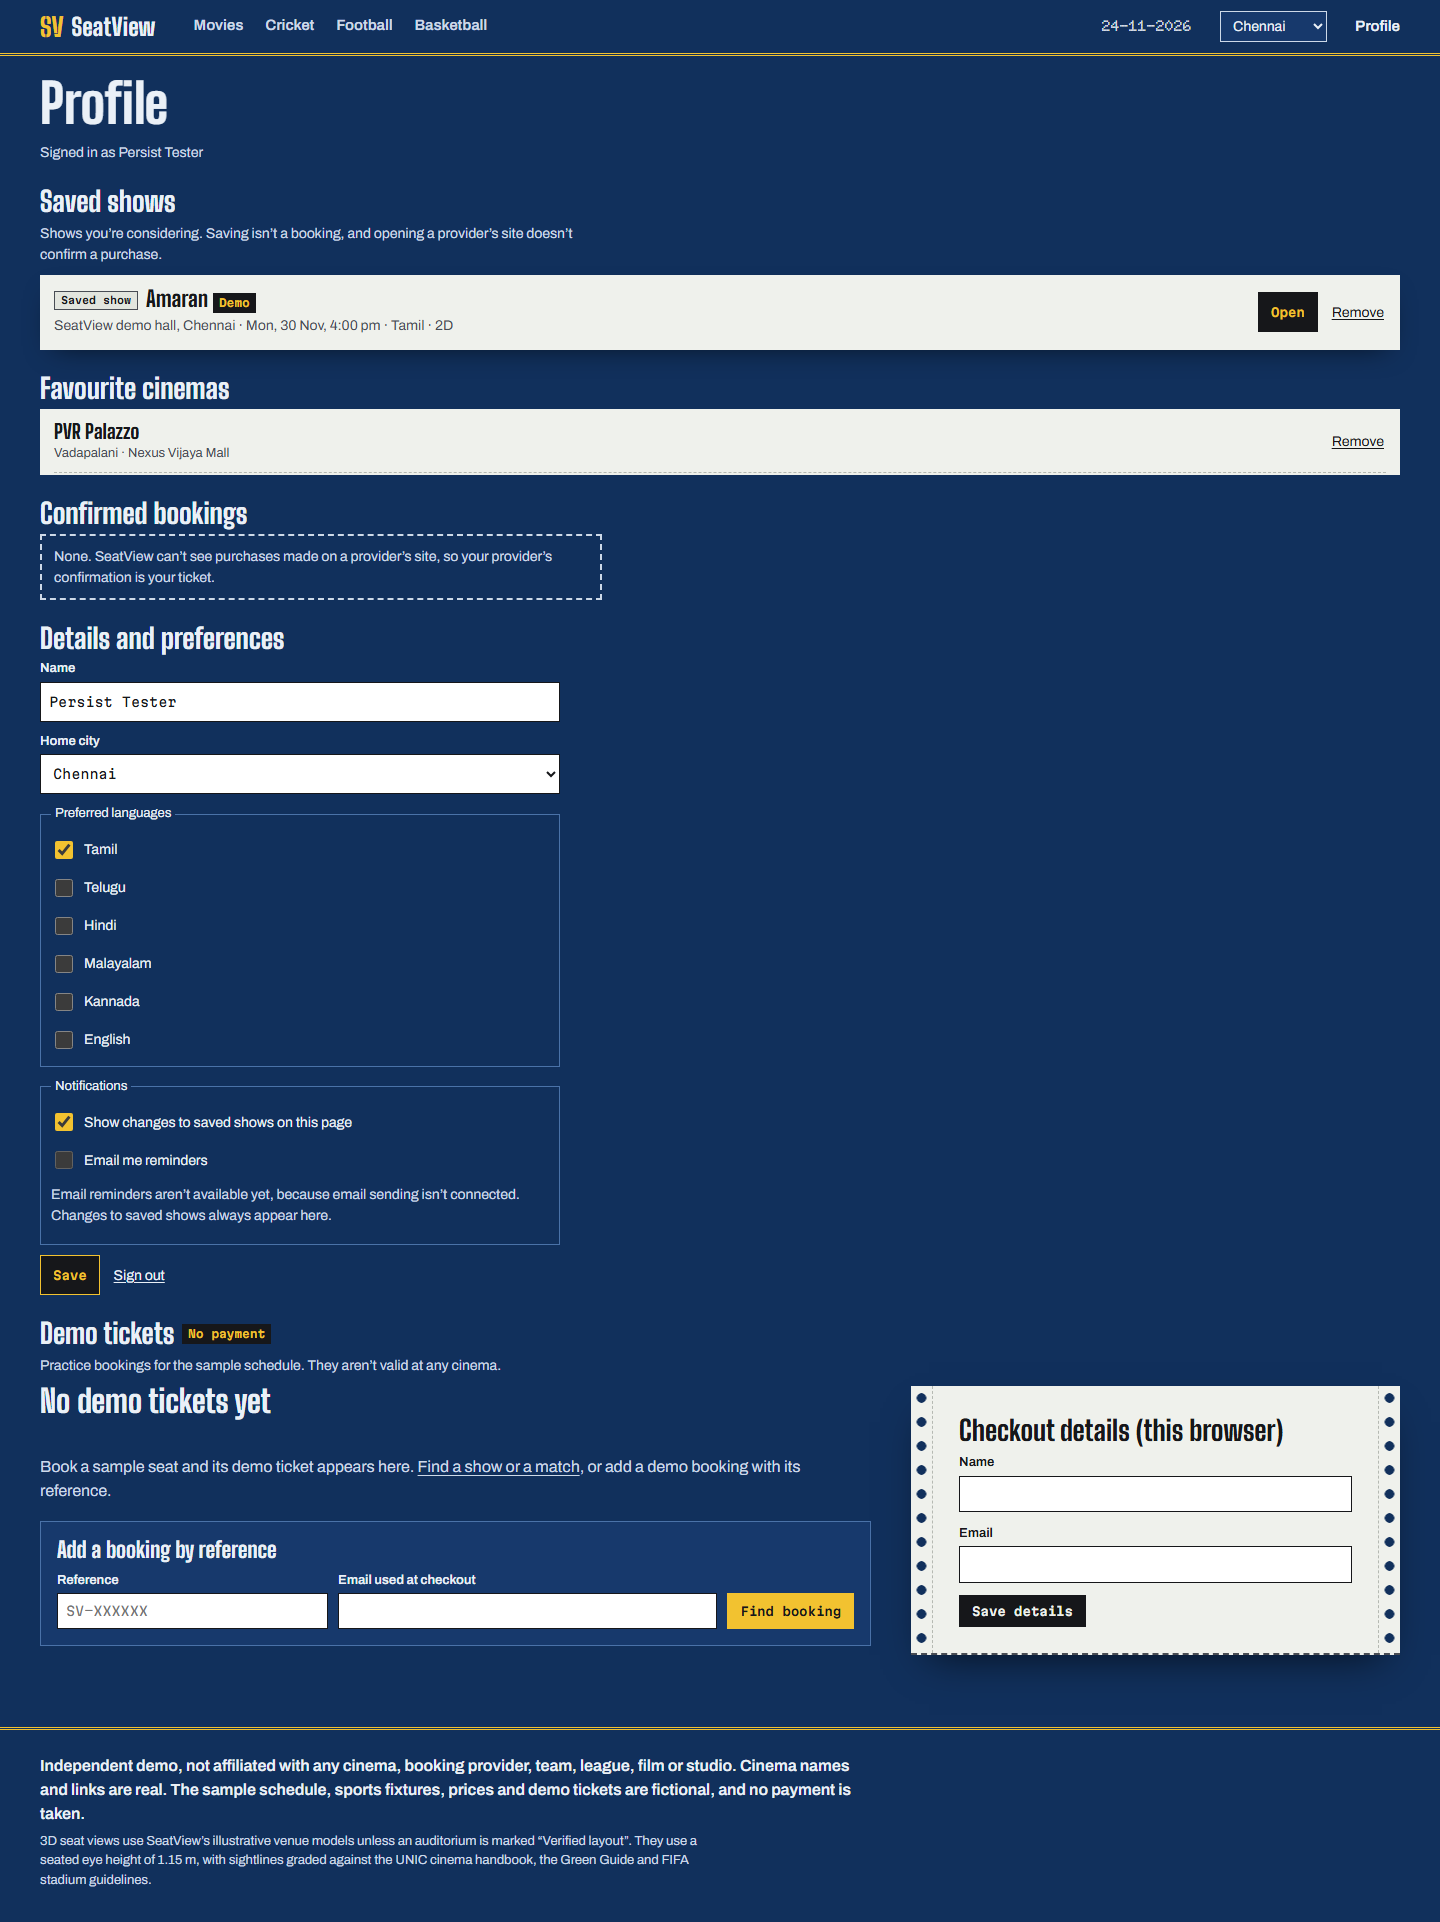 SV SeatView Movies Cricket Football Basketball 24-11-2026 Chennai Profile
Profile
Signed in as Persist Tester
Saved shows
Shows you’re considering. Saving isn’t a booking, and opening a provider’s site doesn’t
confirm a purchase.
Saved show Amaran Demo
SeatView demo hall, Chennai · Mon, 30 Nov, 4:00 pm · Tamil · 2D
Open Remove
Favourite cinemas
PVR Palazzo
Vadapalani · Nexus Vijaya Mall
Remove
Confirmed bookings
None. SeatView can’t see purchases made on a provider’s site, so your provider’s
confirmation is your ticket.
Details and preferences
Name
Persist Tester
Home city
Chennai
Preferred languages
Tamil
Telugu
Hindi
Malayalam
Kannada
English
Notifications
Show changes to saved shows on this page
Email me reminders
Email reminders aren’t available yet, because email sending isn’t connected.
Changes to saved shows always appear here.
Save Sign out
Demo tickets No payment
Practice bookings for the sample schedule. They aren’t valid at any cinema.
No demo tickets yet
Book a sample seat and its demo ticket appears here. Find a show or a match, or add a demo booking with its
reference.
Add a booking by reference
Reference Email used at checkout
SV-XXXXXX Find booking
Checkout details (this browser)
Name
Email
Save details
Independent demo, not affiliated with any cinema, booking provider, team, league, film or studio. Cinema names
and links are real. The sample schedule, sports fixtures, prices and demo tickets are fictional, and no payment is
taken.
3D seat views use SeatView’s illustrative venue models unless an auditorium is marked “Verified layout”. They use a
seated eye height of 1.15 m, with sightlines graded against the UNIC cinema handbook, the Green Guide and FIFA
stadium guidelines.